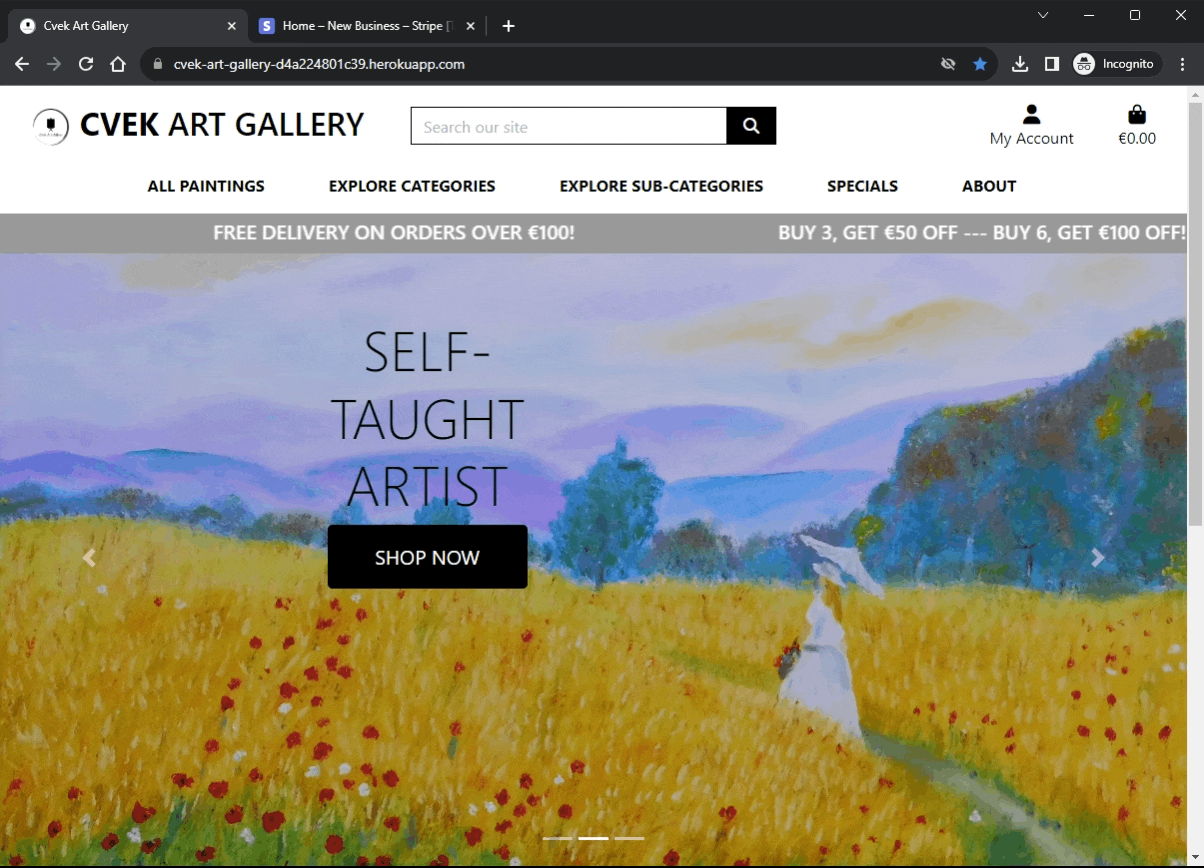 Cvek Art Gallery
Home – New Business – Stripe [T
cvek-art-gallery-d4a224801c39.herokuapp.com
Incognito
CVEK ART GALLERY
Search our site
My Account
€0.00
ALL PAINTINGS
EXPLORE CATEGORIES
EXPLORE SUB-CATEGORIES
SPECIALS
ABOUT
FREE DELIVERY ON ORDERS OVER €100!
BUY 3, GET €50 OFF --- BUY 6, GET €100 OFF!
SELF-
TAUGHT
ARTIST
SHOP NOW